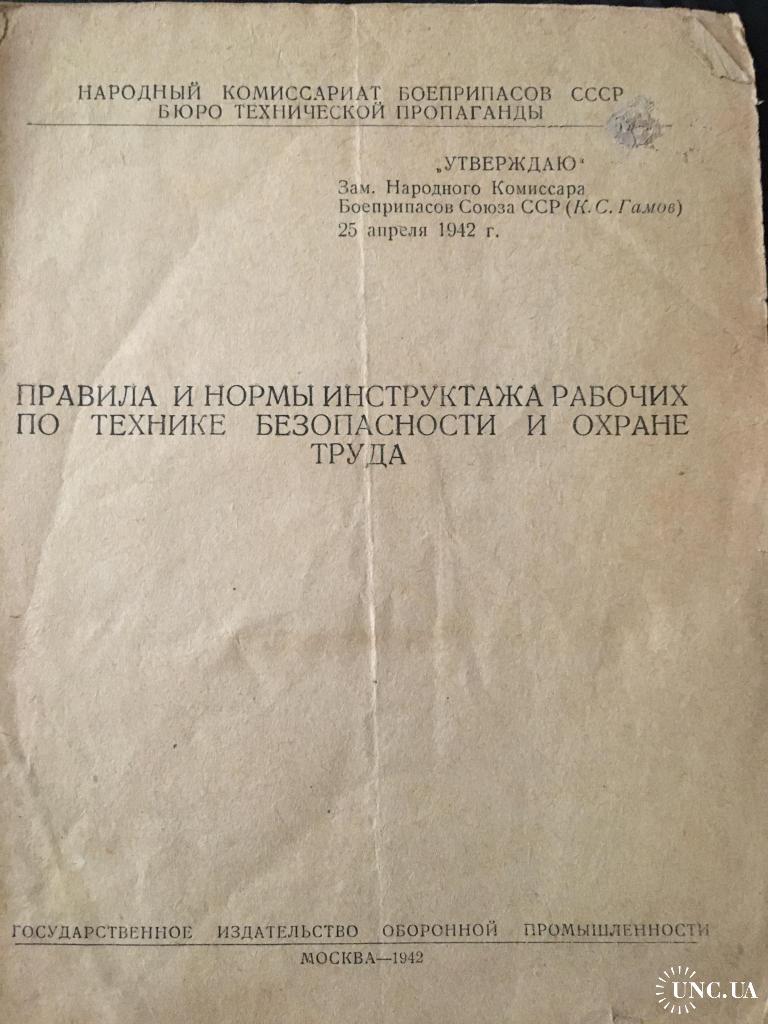 НАРОДНЫЙ КОМИССАРИАТ БОЕПРИПАСОВ СССР
БЮРО ТЕХНИЧЕСКОЙ ПРОПАГАНДЫ
„УТВЕРЖДАЮ“
Зам. Народного Комиссара
Боеприпасов Союза ССР (К. С. Гамов)
25 апреля 1942 г.
ПРАВИЛА И НОРМЫ ИНСТРУКТАЖА РАБОЧИХ
ПО ТЕХНИКЕ БЕЗОПАСНОСТИ И ОХРАНЕ
ТРУДА
ГОСУДАРСТВЕННОЕ ИЗДАТЕЛЬСТВО ОБОРОННОЙ ПРОМЫШЛЕННОСТИ
МОСКВА—1942
UNC.UA